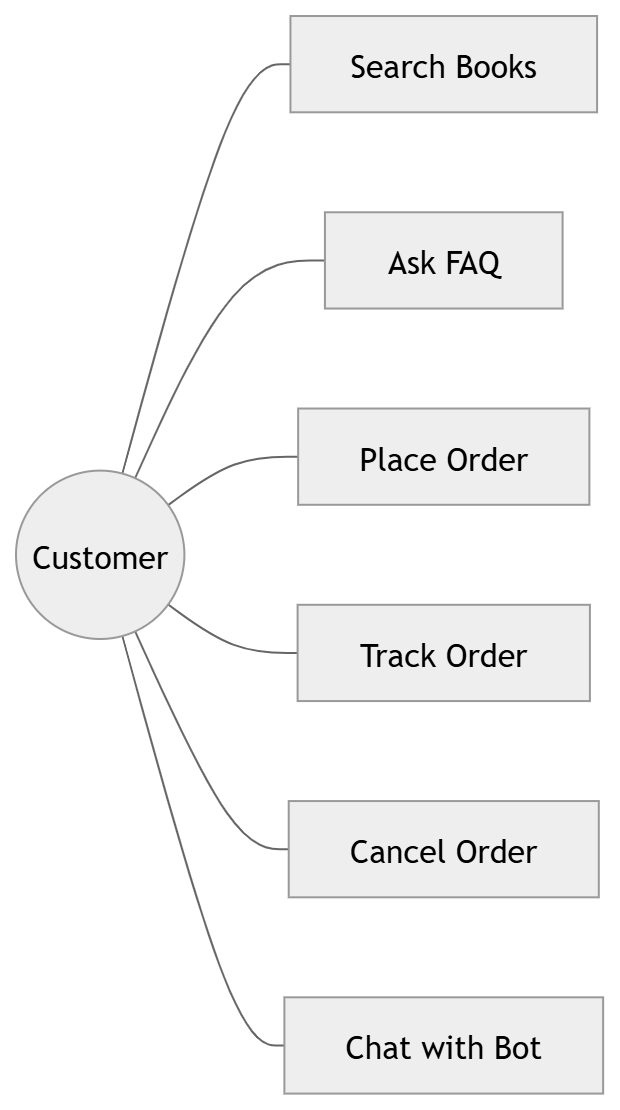 Search Books
Ask FAQ
Place Order
Customer
Track Order
Cancel Order
Chat with Bot